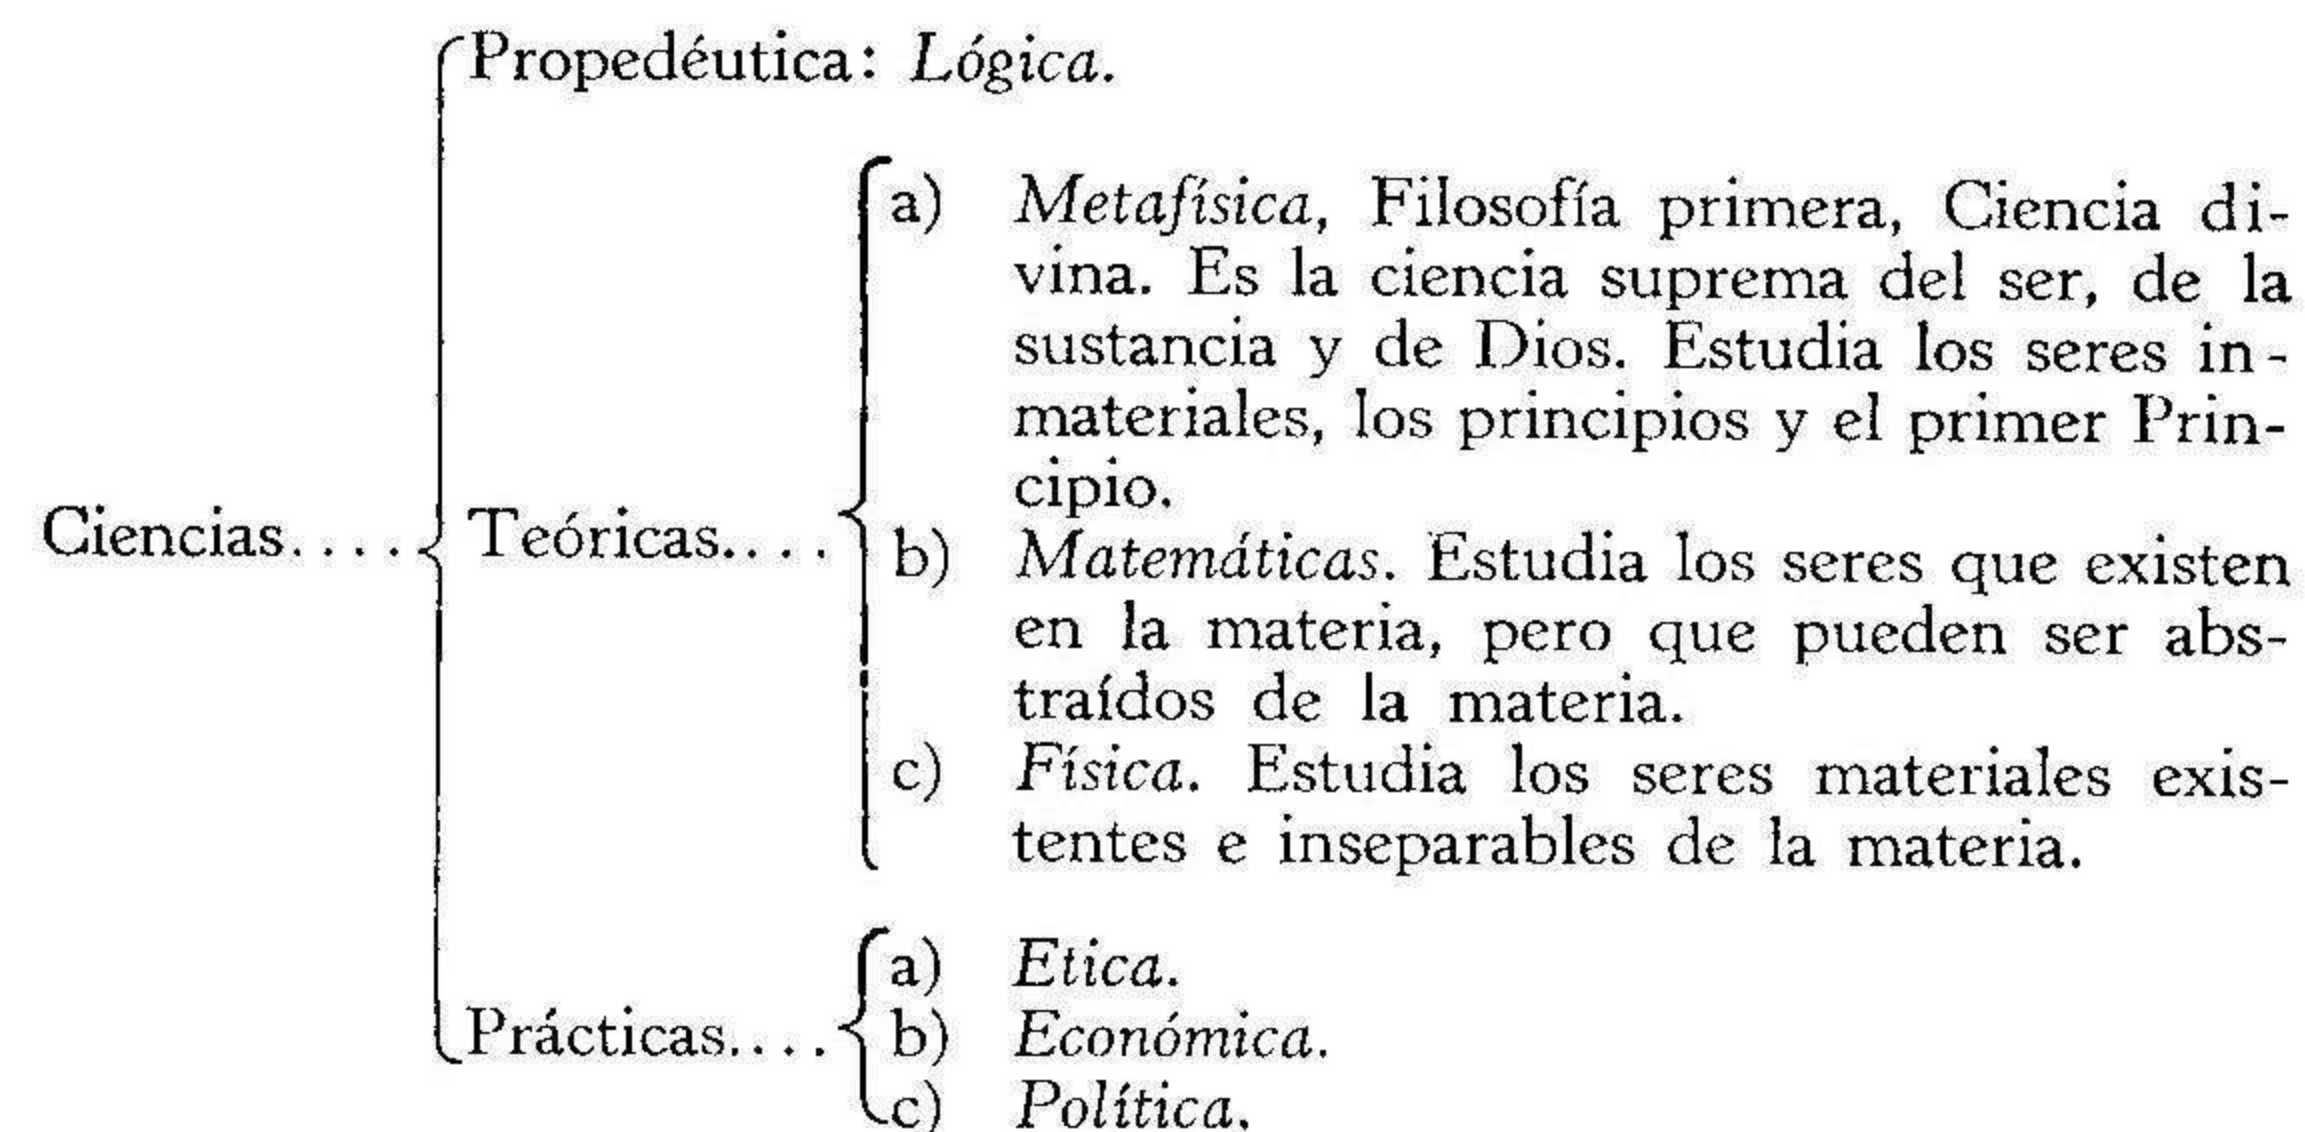 Propedéutica: Lógica.
a) Metafísica, Filosofía primera, Ciencia di-
vina. Es la ciencia suprema del ser, de la
sustancia y de Dios. Estudia los seres in-
materiales, los principios y el primer Prin-
cipio.
Ciencias.... Teóricas....
b) Matemáticas. Estudia los seres que existen
en la materia, pero que pueden ser abs-
traídos de la materia.
c) Física. Estudia los seres materiales exis-
tentes e inseparables de la materia.
Prácticas....
a) Etica.
b) Económica.
c) Política.